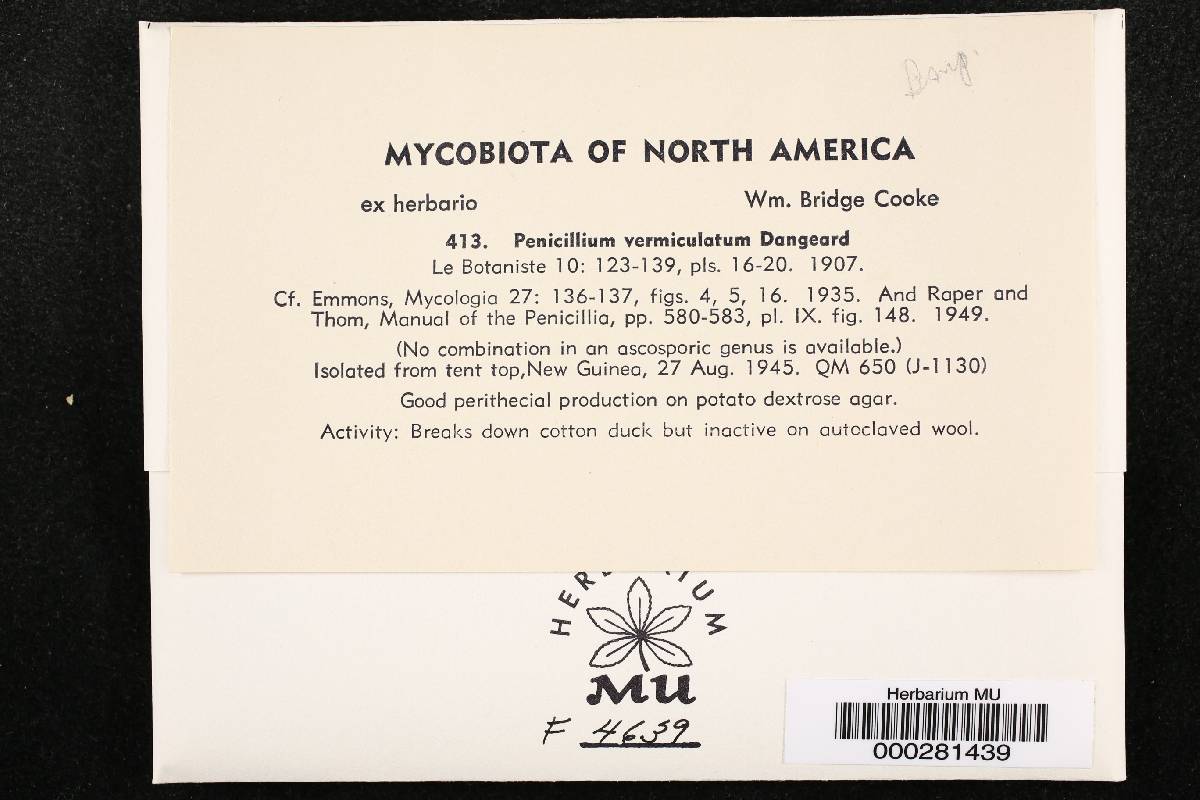 MYCOBIOTA OF NORTH AMERICA
ex herbario Wm. Bridge Cooke
413. Penicillium vermiculatum Dangeard
Le Botaniste 10: 123-139, pls. 16-20. 1907.
Cf. Emmons, Mycologia 27: 136-137, figs. 4, 5, 16. 1935. And Raper and
Thom, Manual of the Penicillia, pp. 580-583, pl. IX. fig. 148. 1949.
(No combination in an ascosporic genus is available.)
Isolated from tent top,New Guinea, 27 Aug. 1945. QM 650 (J-1130)
Good perithecial production on potato dextrose agar.
Activity: Breaks down cotton duck but inactive on autoclaved wool.
MU
F 4639
Herbarium MU
000281439